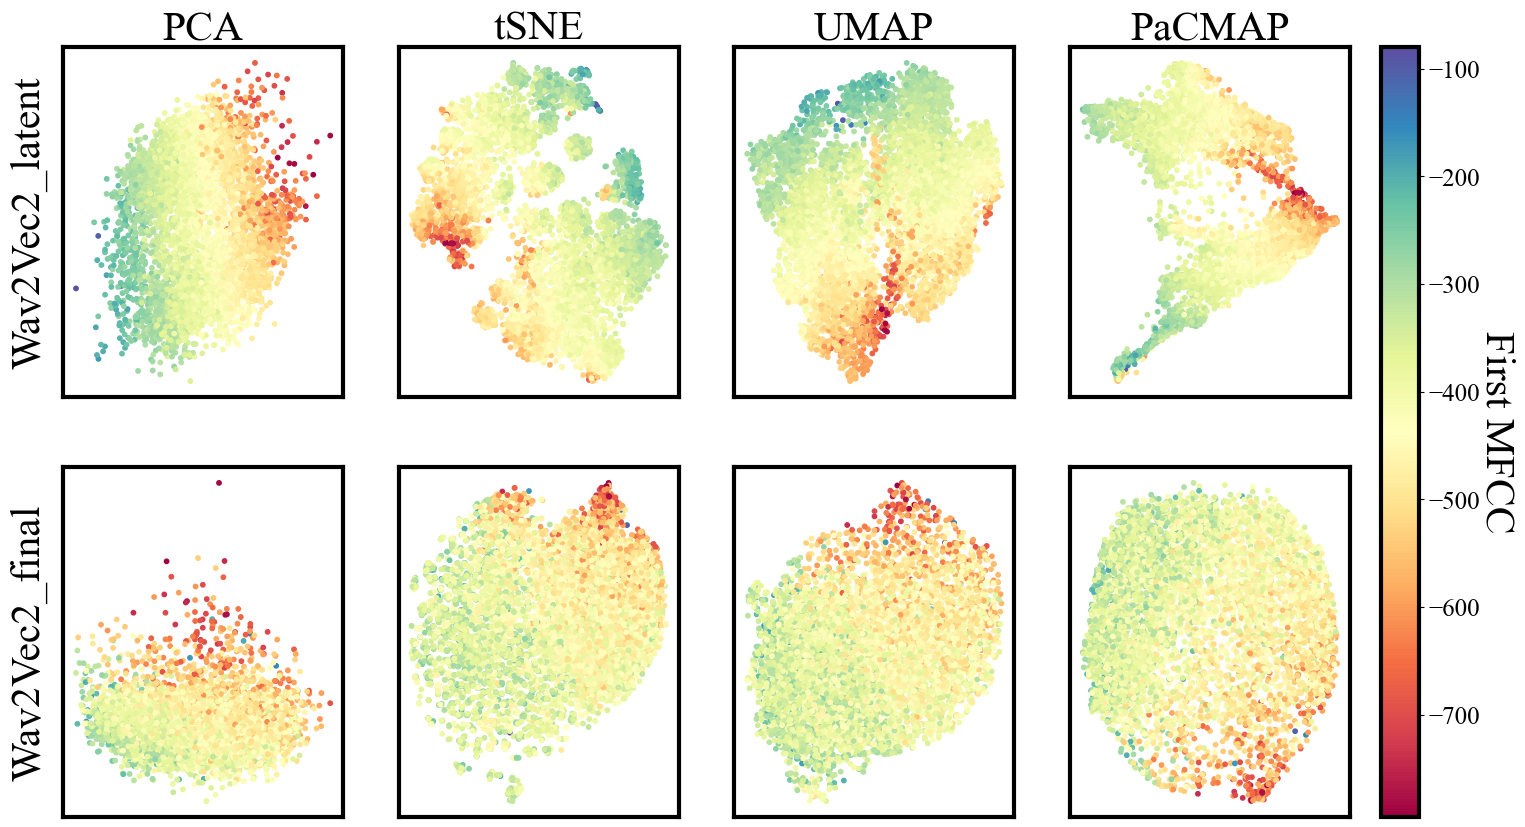 PCA
tSNE
UMAP
PaCMAP
Wav2Vec2_latent
Wav2Vec2_final
−100
−200
−300
−400
−500
−600
−700
First MFCC